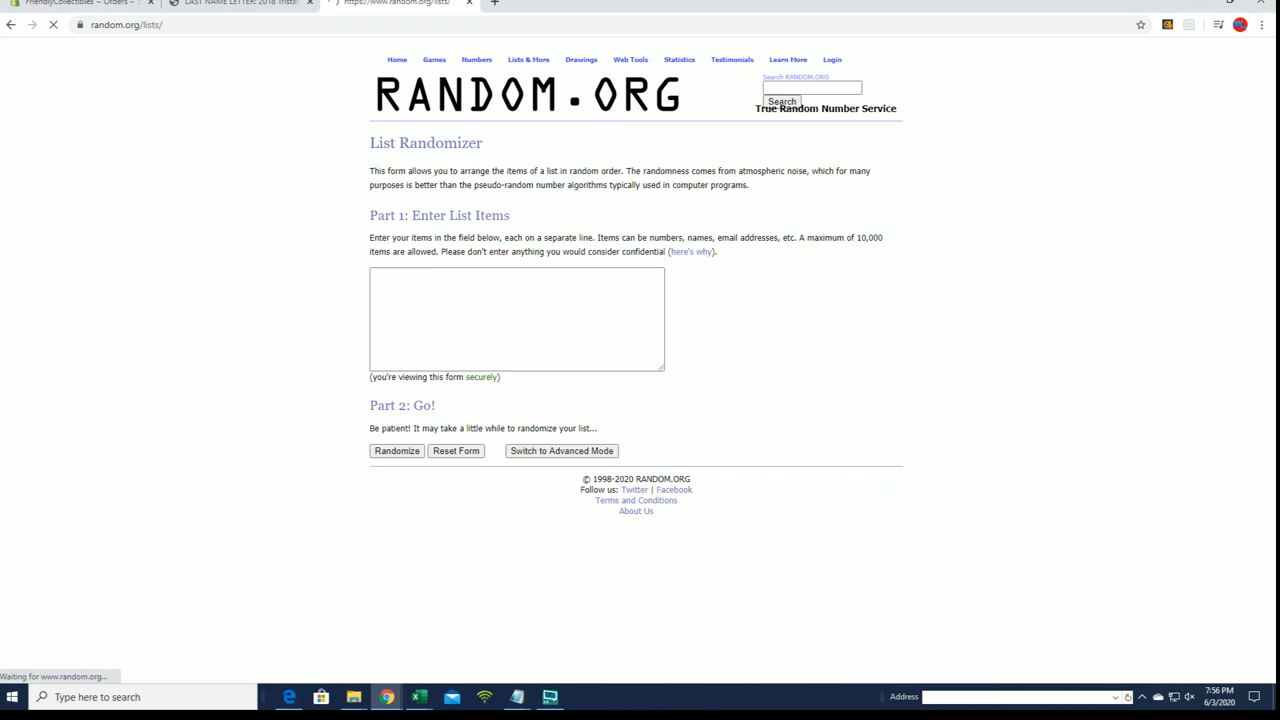 FriendlyCollectibles ~ Orders ~ S
LAST NAME LETTER: 2018 "Insta
https://www.random.org/lists/
random.org/lists/
Home Games Numbers Lists & More Drawings Web Tools Statistics Testimonials Learn More Login
RANDOM.ORG
Search RANDOM.ORG
Search
True Random Number Service
List Randomizer
This form allows you to arrange the items of a list in random order. The randomness comes from atmospheric noise, which for many
purposes is better than the pseudo-random number algorithms typically used in computer programs.
Part 1: Enter List Items
Enter your items in the field below, each on a separate line. Items can be numbers, names, email addresses, etc. A maximum of 10,000
items are allowed. Please don't enter anything you would consider confidential (here's why).
(you're viewing this form securely)
Part 2: Go!
Be patient! It may take a little while to randomize your list...
Randomize Reset Form Switch to Advanced Mode
© 1998-2020 RANDOM.ORG
Follow us: Twitter | Facebook
Terms and Conditions
About Us
Waiting for www.random.org...
Type here to search
Address
7:56 PM
6/3/2020